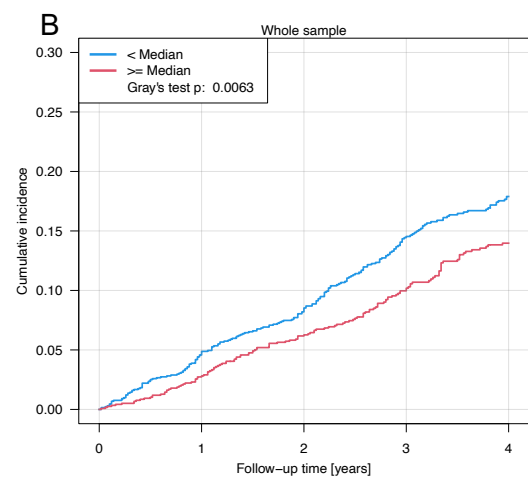 B
Whole sample
< Median
>= Median
Gray's test p: 0.0063
0.30
0.25
0.20
0.15
0.10
0.05
0.00
Cumulative incidence
0 1 2 3 4
Follow-up time [years]